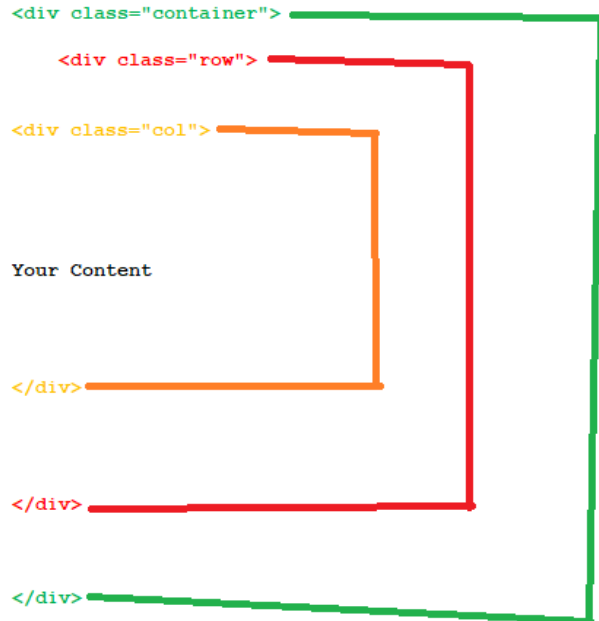 <div class="container">
<div class="row">
<div class="col">
Your Content
</div>
</div>
</div>